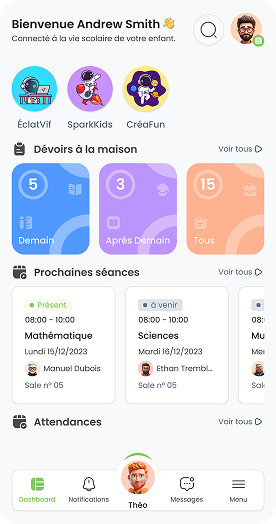 Bienvenue Andrew Smith👋
Connecté à la vie scolaire de votre enfant.
ÉclatVif
SparkKids
CréaFun
Dévoirs à la maison
Voir tous
5
3
15
Demain
Après Demain
Tous
Prochaines séances
Voir tous
Présent
à venir
08:00 - 10:00
08:00 - 10:00
08:
Mathématique
Sciences
Mu
Lundi 15/12/2023
Mardi 16/12/2023
Mer
Manuel Dubois
Ethan Trembl...
Sale n° 05
Sale n° 05
Sale
Attendances
Voir tous
Dashboard
Notifications
Théo
Messages
Menu